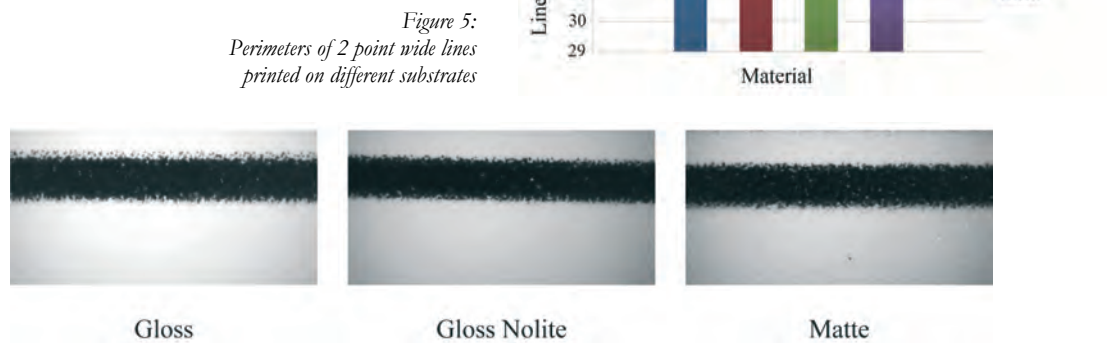 Figure 5:
Perimeters of 2 point wide lines
printed on different substrates
Line
30
29
Material
Gloss
Gloss Nolite
Matte